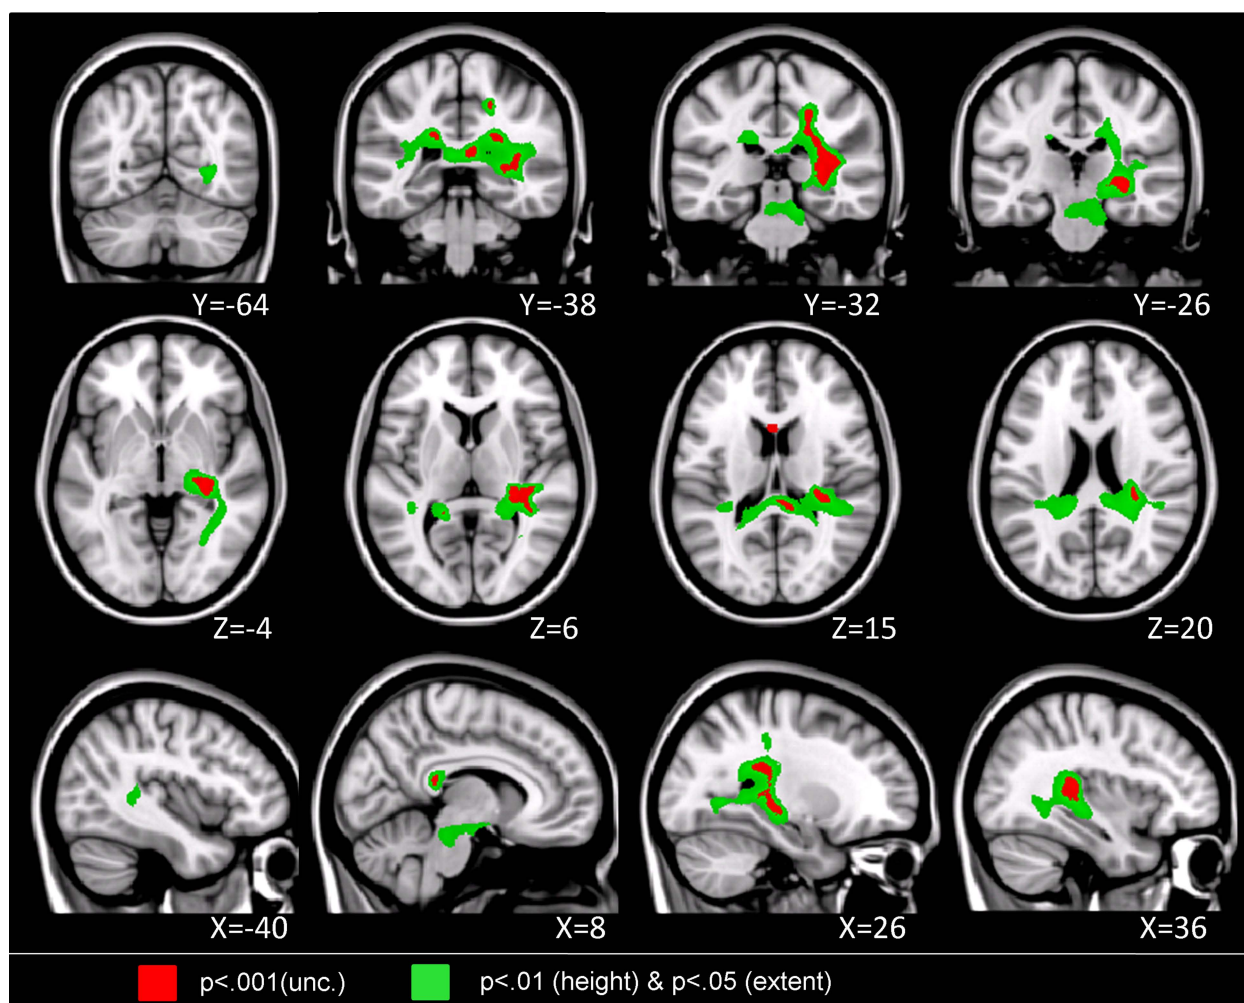 Y=-64 Y=-38 Y=-32 Y=-26
Z=-4 Z=6 Z=15 Z=20
X=-40 X=8 X=26 X=36
p<.001(unc.) p<.01 (height) & p<.05 (extent)